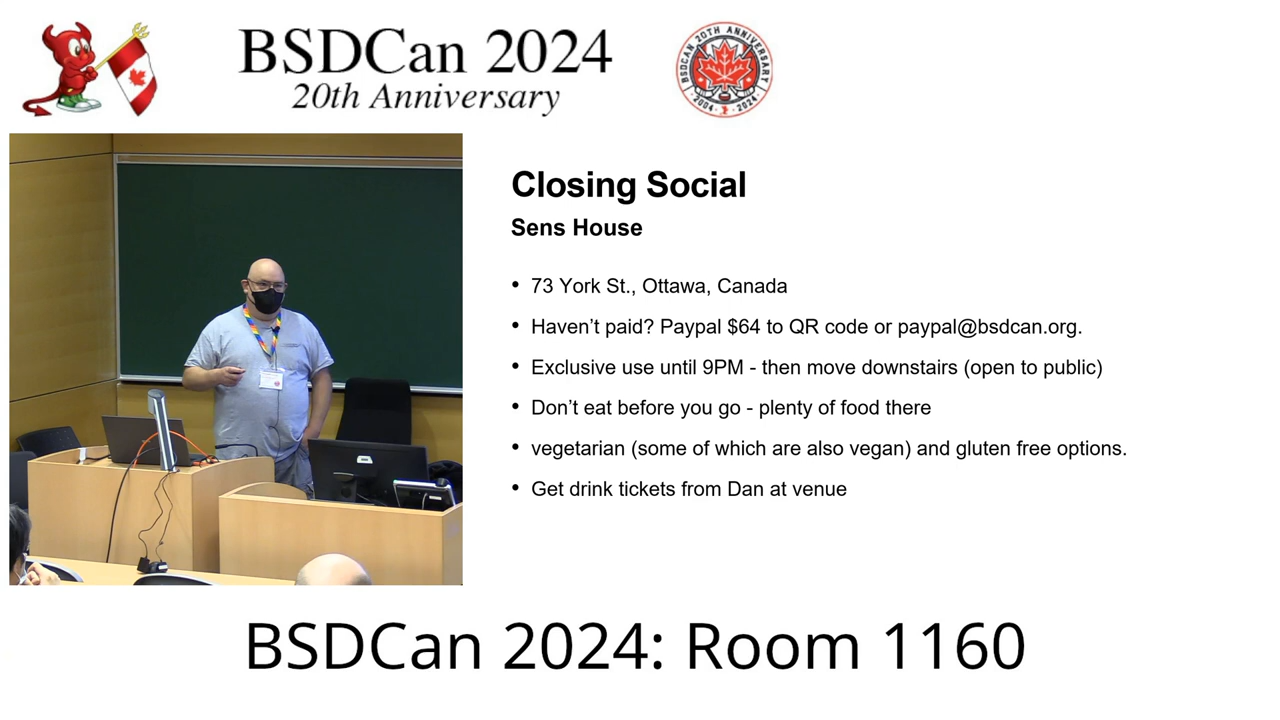 BSDCan 2024
20th Anniversary
BSDCAN 20TH ANNIVERSARY
· 2004 · 2024 ·
Closing Social
Sens House
• 73 York St., Ottawa, Canada
• Haven’t paid? Paypal $64 to QR code or paypal@bsdcan.org.
• Exclusive use until 9PM - then move downstairs (open to public)
• Don’t eat before you go - plenty of food there
• vegetarian (some of which are also vegan) and gluten free options.
• Get drink tickets from Dan at venue
BSDCan 2024: Room 1160